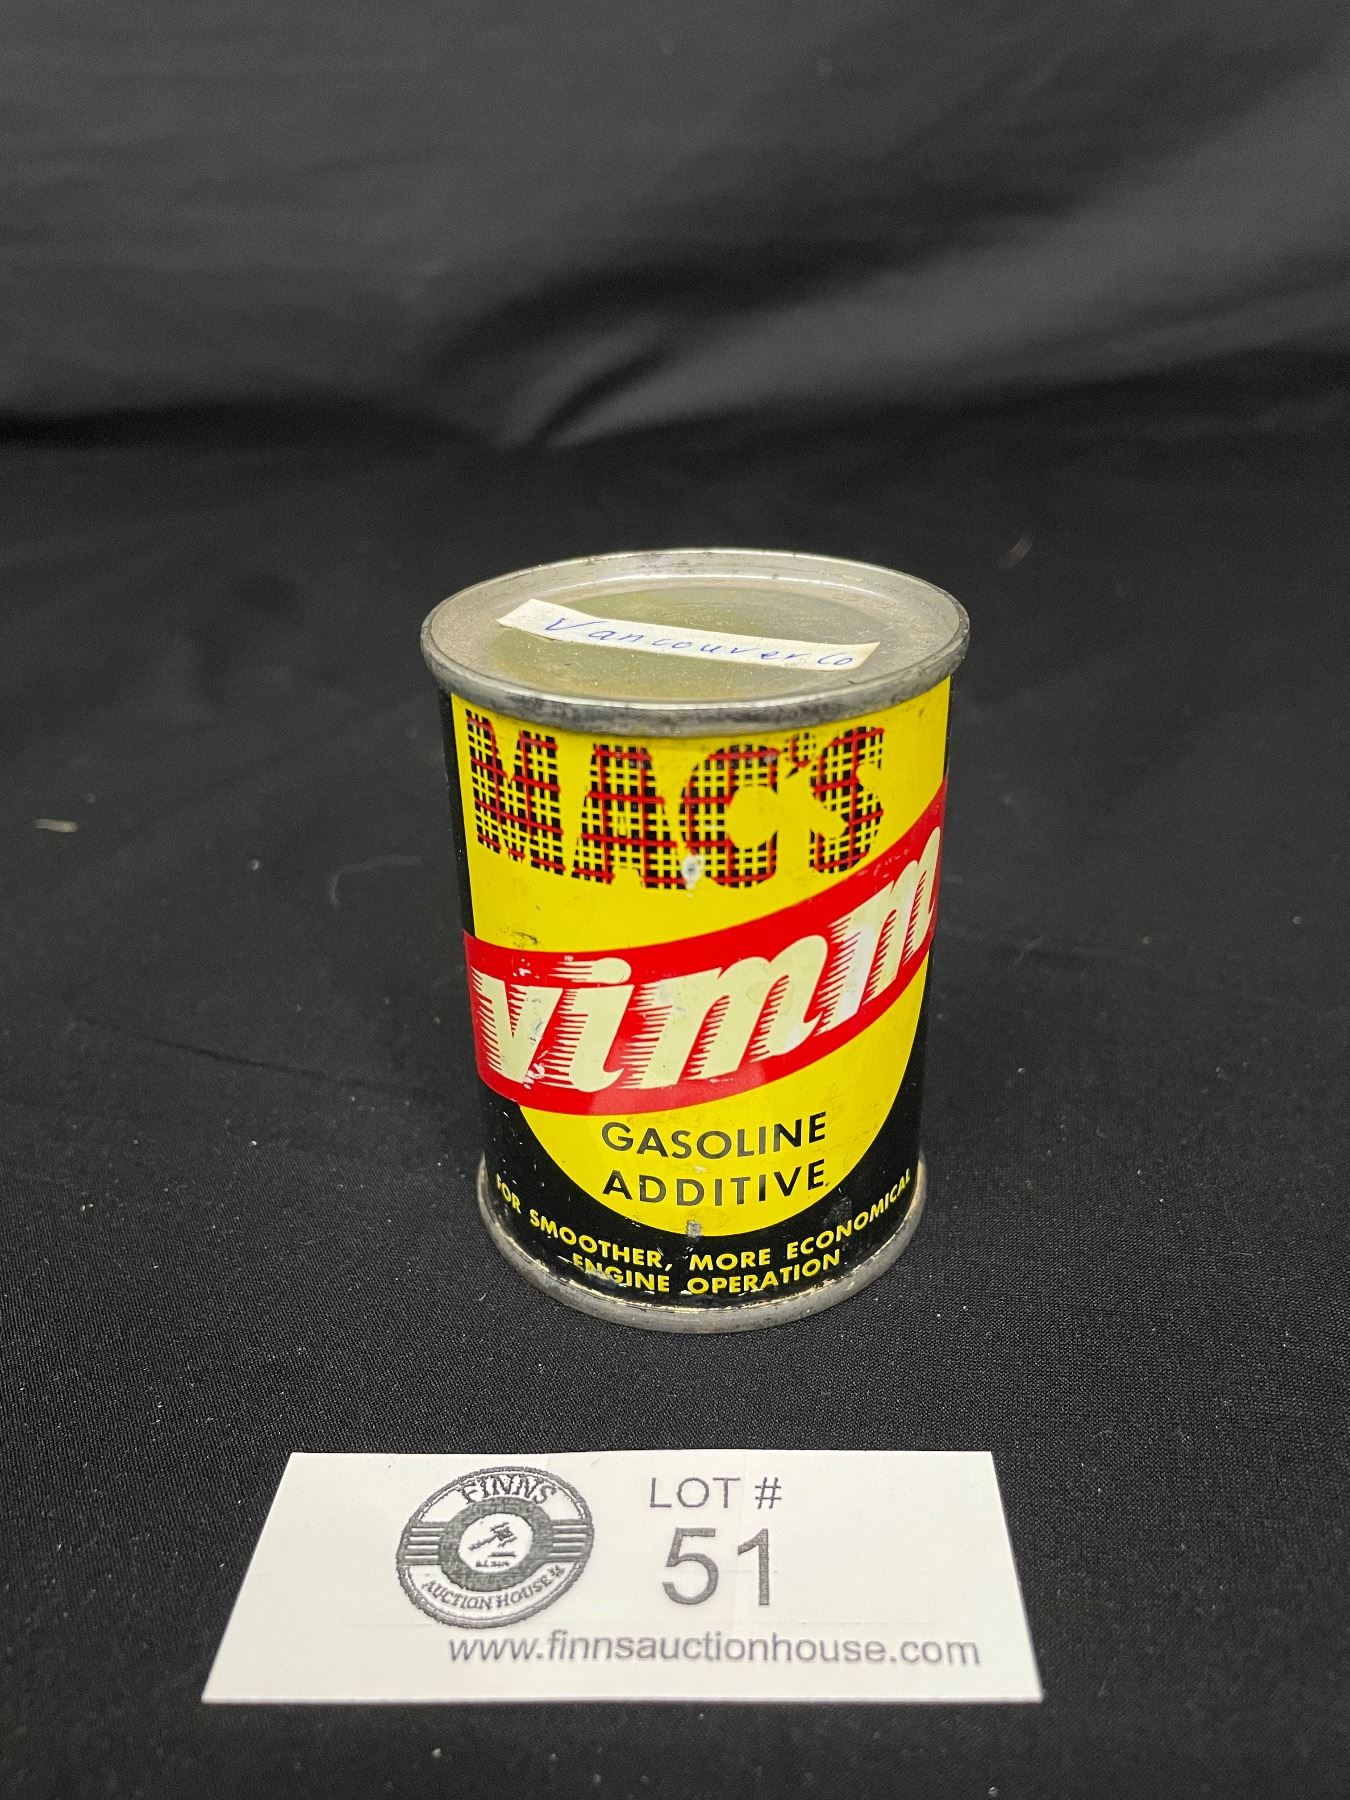 Vancouver Co
MAC'S
vimm
GASOLINE
ADDITIVE
FOR SMOOTHER, MORE ECONOMICAL
ENGINE OPERATION
FINNS
AUCTION HOUSE
LOT #
51
www.finnsauctionhouse.com